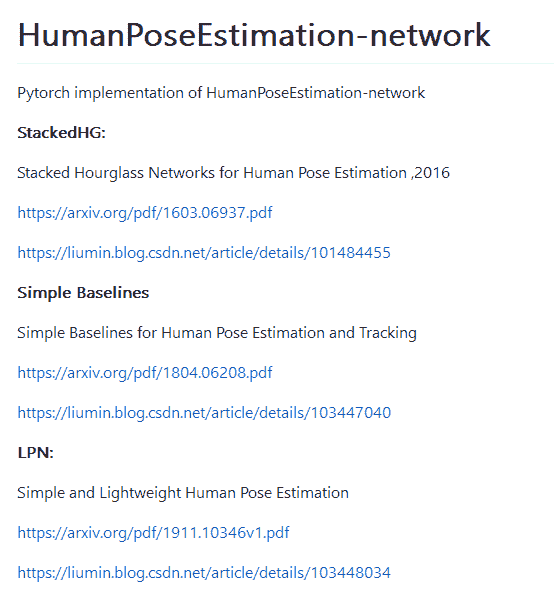 HumanPoseEstimation-network
Pytorch implementation of HumanPoseEstimation-network
StackedHG:
Stacked Hourglass Networks for Human Pose Estimation ,2016
https://arxiv.org/pdf/1603.06937.pdf
https://liumin.blog.csdn.net/article/details/101484455
Simple Baselines
Simple Baselines for Human Pose Estimation and Tracking
https://arxiv.org/pdf/1804.06208.pdf
https://liumin.blog.csdn.net/article/details/103447040
LPN:
Simple and Lightweight Human Pose Estimation
https://arxiv.org/pdf/1911.10346v1.pdf
https://liumin.blog.csdn.net/article/details/103448034